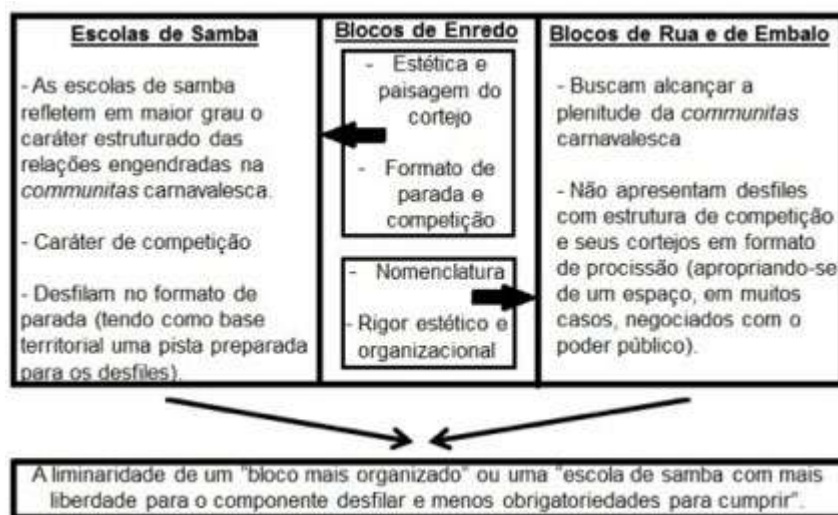 Escolas de Samba
- As escolas de samba
refletem em maior grau o
caráter estruturado das
relações engendradas na
communitas carnavalesca.
- Caráter de competição
- Desfilam no formato de
parada (tendo como base
territorial uma pista preparada
para os desfiles).
Blocos de Enredo
- Estética e
paisagem do
cortejo
- Formato de
parada e
competição
- Nomenclatura
- Rigor estético e
organizacional
Blocos de Rua e de Embalo
- Buscam alcançar a
plenitude da communitas
carnavalesca
- Não apresentam desfiles
com estrutura de competição
e seus cortejos em formato
de procissão (apropriando-se
de um espaço, em muitos
casos, negociados com o
poder público).
A liminaridade de um "bloco mais organizado" ou uma "escola de samba com mais
liberdade para o componente desfilar e menos obrigatoriedades para cumprir".